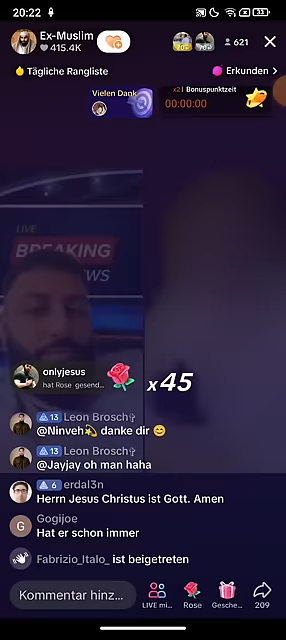 20:22
33
Ex-Muslim
415.4K
621
Tägliche Rangliste
Erkunden >
Vielen Dank
x2 | Bonuspunktzeit
00:00:00
LIVE
BREAKING
NEWS
onlyjesus
hat Rose gesend...
x45
13 Leon Brosch✞
@Ninveh💫 danke dir 😊
13 Leon Brosch✞
@Jayjay oh man haha
6 erdal3n
Herrn Jesus Christus ist Gott. Amen
G Gogijoe
Hat er schon immer
Fabrizio_Italo_ ist beigetreten
Kommentar hinz...
LIVE mi...
Rose
Gesche...
209